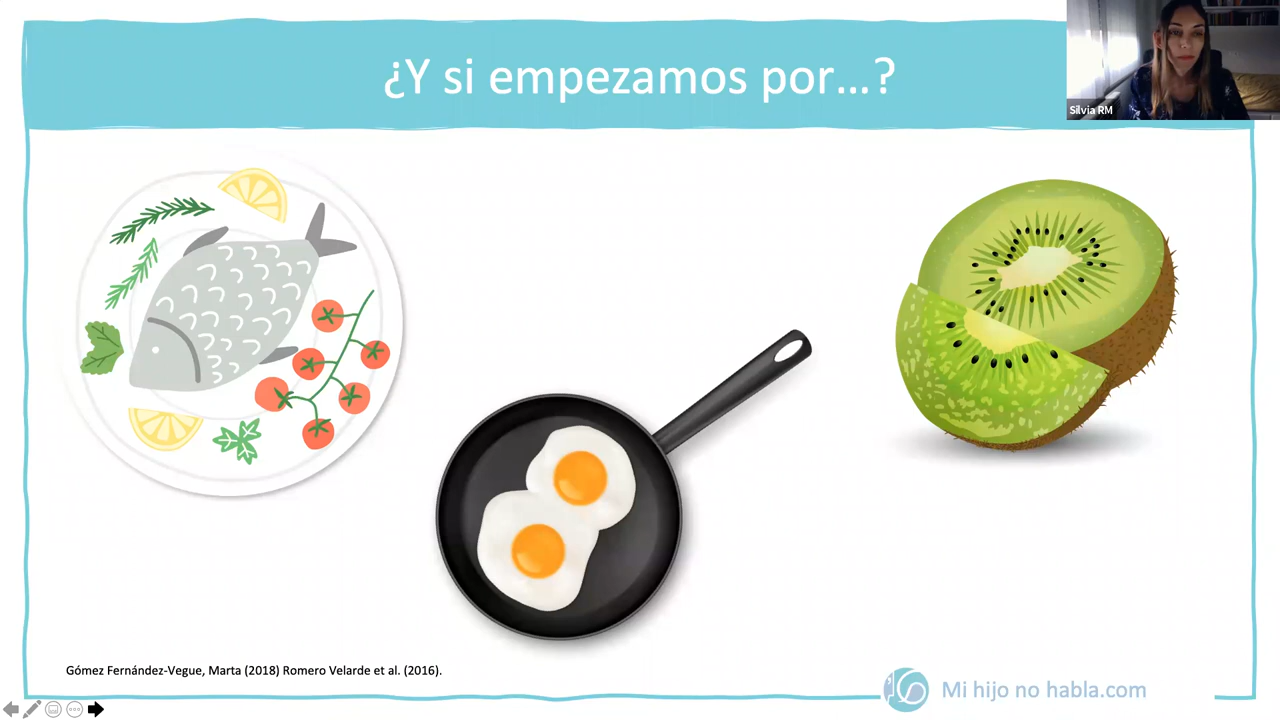 ¿Y si empezamos por...?
Silvia RM
Gómez Fernández-Vegue, Marta (2018) Romero Velarde et al. (2016).
Mi hijo no habla.com